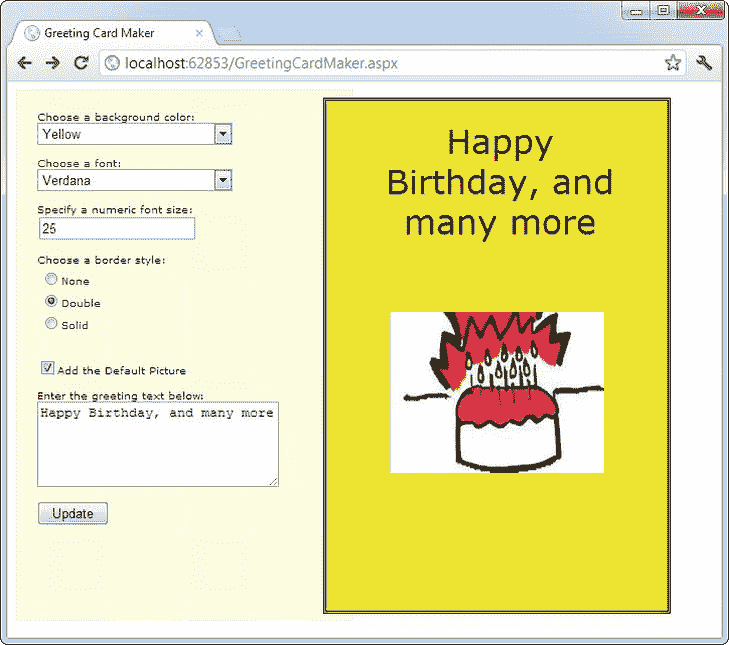 Greeting Card Maker
localhost:62853/GreetingCardMaker.aspx
Choose a background color:
Yellow
Choose a font:
Verdana
Specify a numeric font size:
25
Choose a border style:
None
Double
Solid
Add the Default Picture
Enter the greeting text below:
Happy Birthday, and many more
Update
Happy
Birthday, and
many more